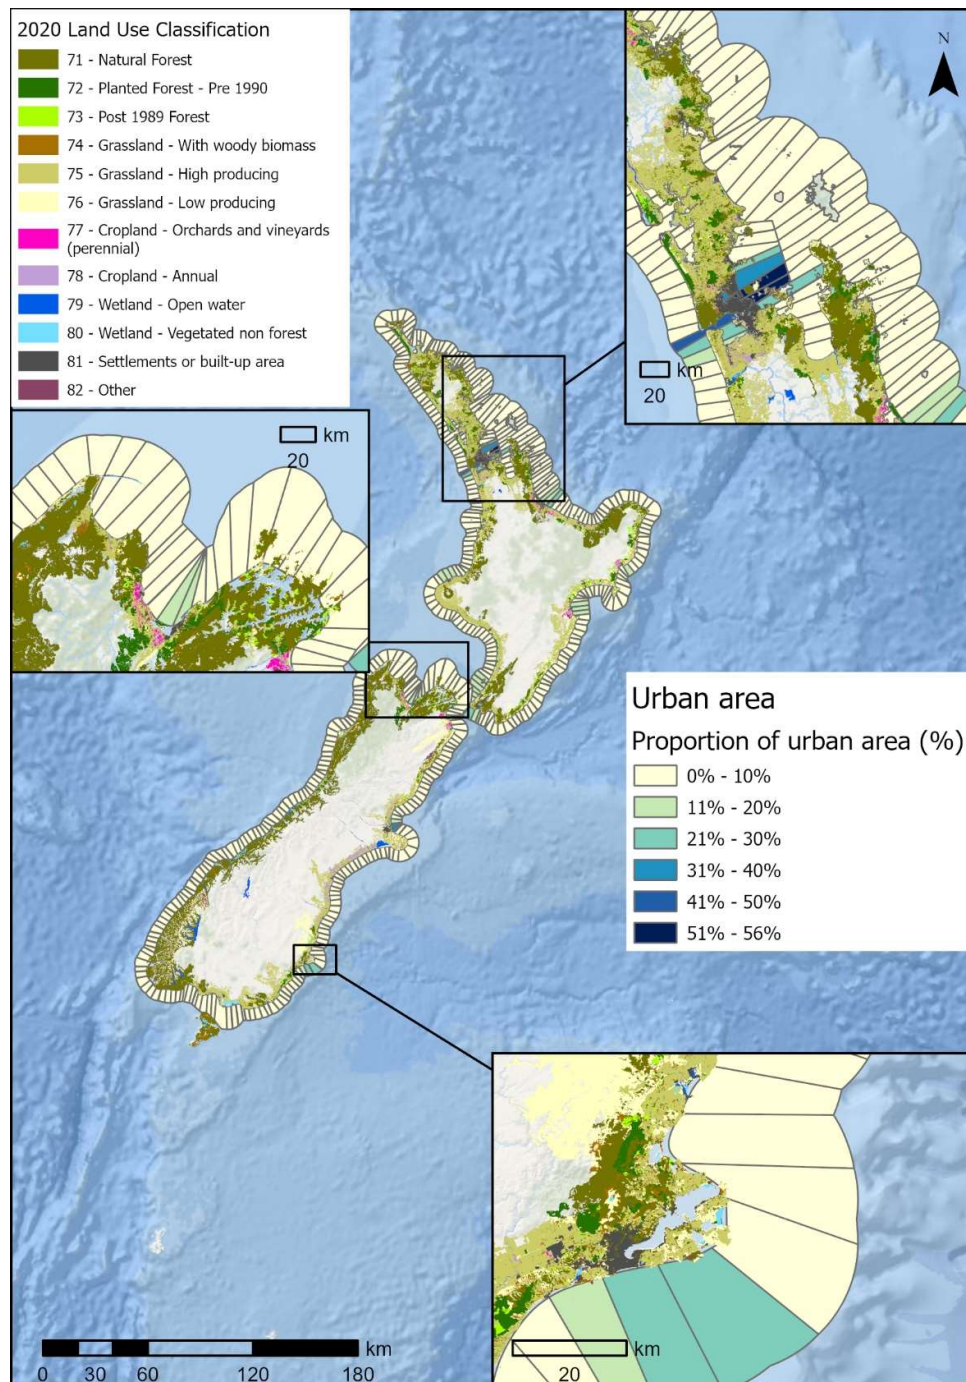 2020 Land Use Classification
71 - Natural Forest
72 - Planted Forest - Pre 1990
73 - Post 1989 Forest
74 - Grassland - With woody biomass
75 - Grassland - High producing
76 - Grassland - Low producing
77 - Cropland - Orchards and vineyards
(perennial)
78 - Cropland - Annual
79 - Wetland - Open water
80 - Wetland - Vegetated non forest
81 - Settlements or built-up area
82 - Other
N
km
20
km
20
Urban area
Proportion of urban area (%)
0% - 10%
11% - 20%
21% - 30%
31% - 40%
41% - 50%
51% - 56%
km
0 30 60 120 180
km
20